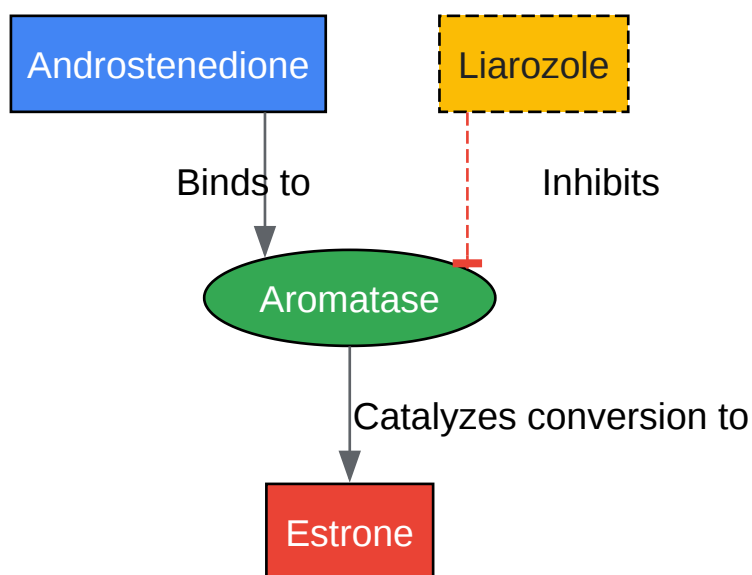 Androstenedione
Liarozole
Binds to
Inhibits
Aromatase
Catalyzes conversion to
Estrone